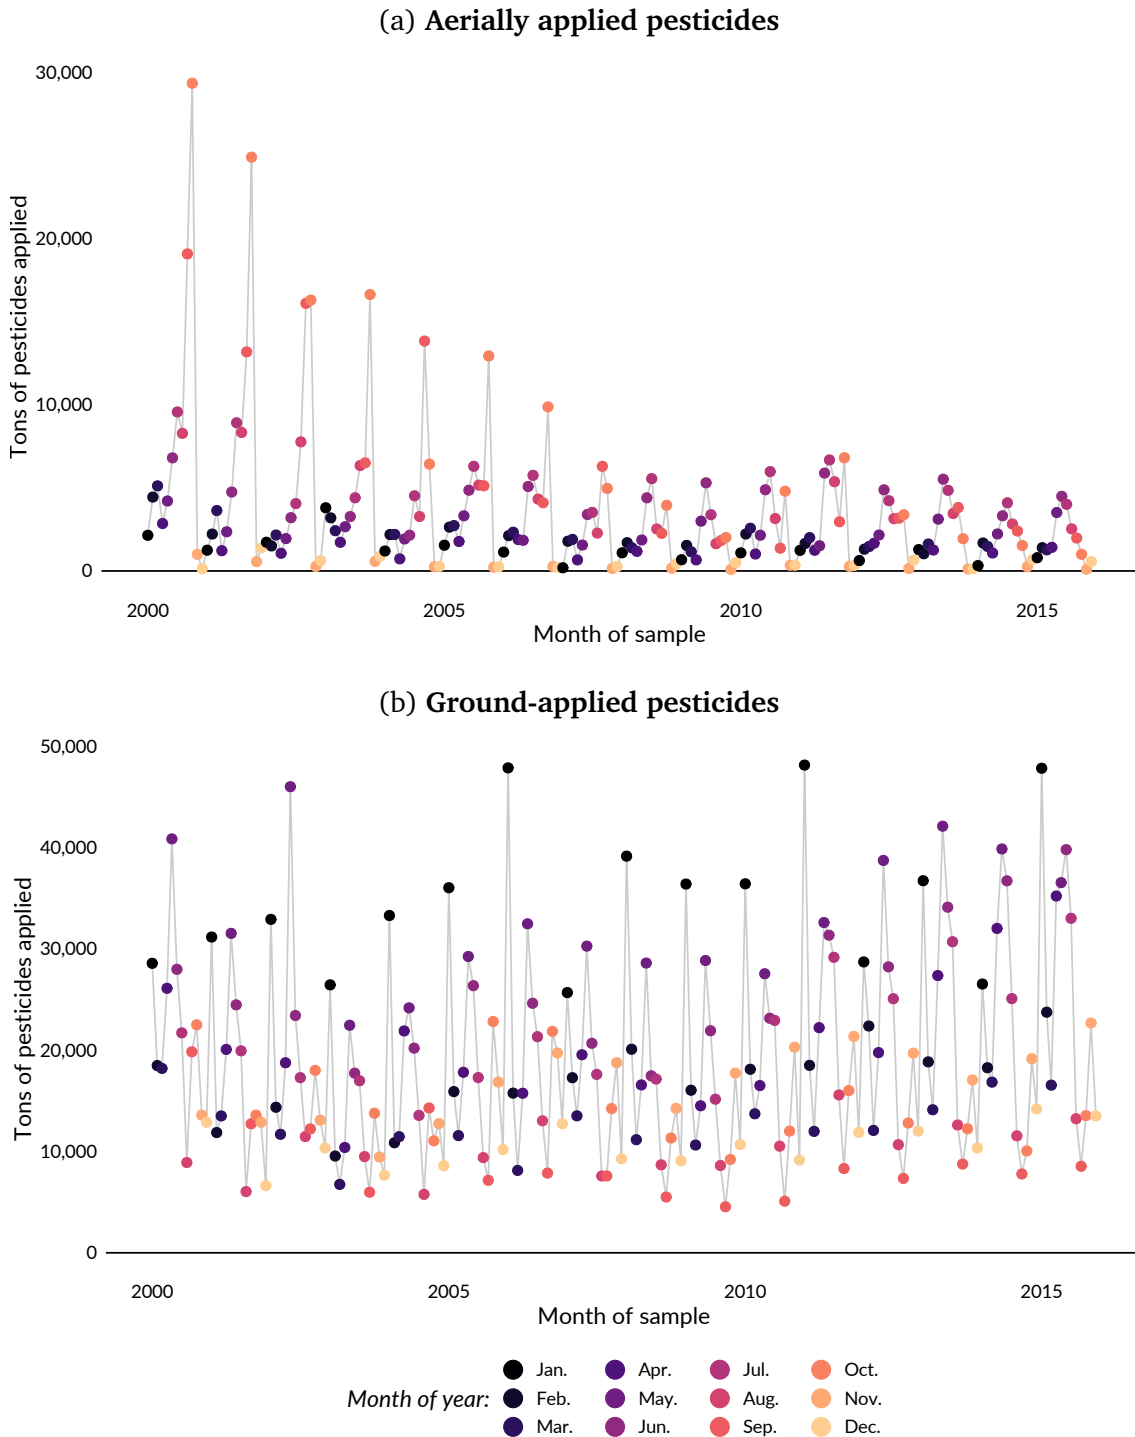 (a) Aerially applied pesticides
30,000
20,000
10,000
0
Tons of pesticides applied
2000 2005 2010 2015
Month of sample
(b) Ground-applied pesticides
50,000
40,000
30,000
20,000
10,000
0
Tons of pesticides applied
2000 2005 2010 2015
Month of sample
Month of year:
Jan. Apr. Jul. Oct.
Feb. May. Aug. Nov.
Mar. Jun. Sep. Dec.